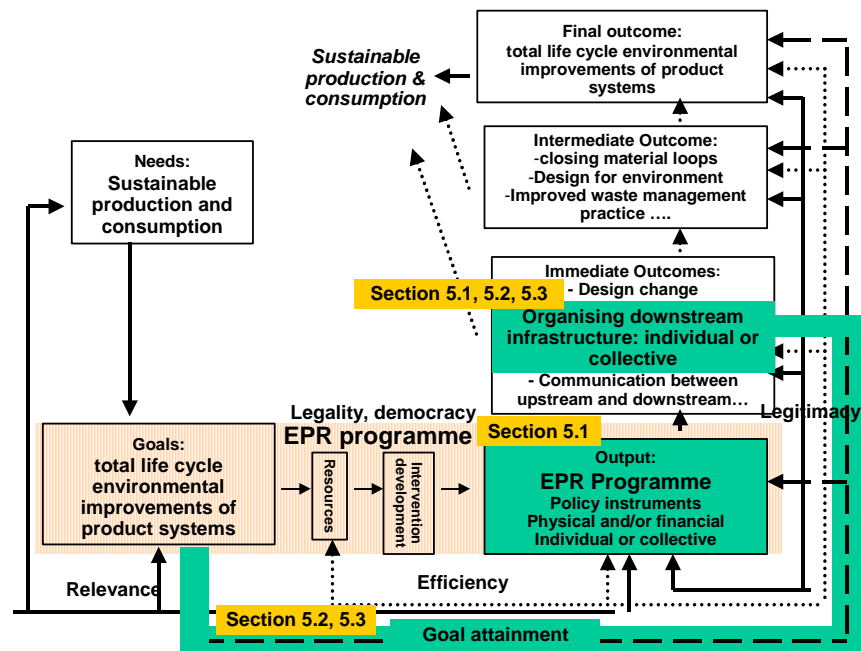 Final outcome:
total life cycle environmental
improvements of product
systems
Sustainable
production &
consumption
Intermediate Outcome:
-closing material loops
-Design for environment
-Improved waste management
practice ....
Needs:
Sustainable
production and
consumption
Immediate Outcomes:
- Design change
Section 5.1, 5.2, 5.3
Organising downstream
infrastructure: individual or
collective
- Communication between
upstream and downstream...
Legitimacy
Legality, democracy
EPR programme
Section 5.1
Goals:
total life cycle
environmental
improvements of
product systems
Resources
Intervention
development
Output:
EPR Programme
Policy instruments
Physical and/or financial
Individual or collective
Relevance
Efficiency
Section 5.2, 5.3
Goal attainment